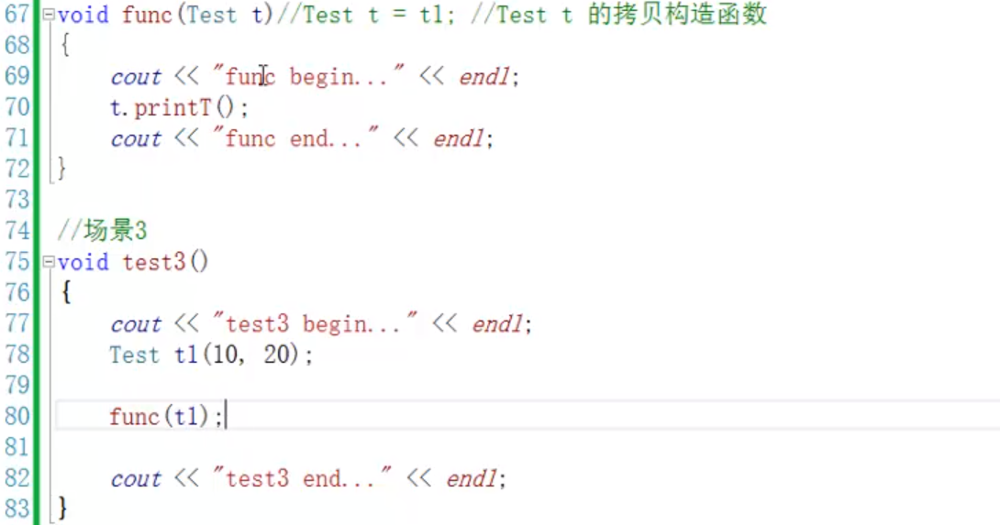 67 void func(Test t)//Test t = t1; //Test t 的拷贝构造函数
68 {
69 cout << "func begin..." << endl;
70 t.printT();
71 cout << "func end..." << endl;
72 }
73
74 //场景3
75 void test3()
76 {
77 cout << "test3 begin..." << endl;
78 Test t1(10, 20);
79
80 func(t1);
81
82 cout << "test3 end..." << endl;
83 }